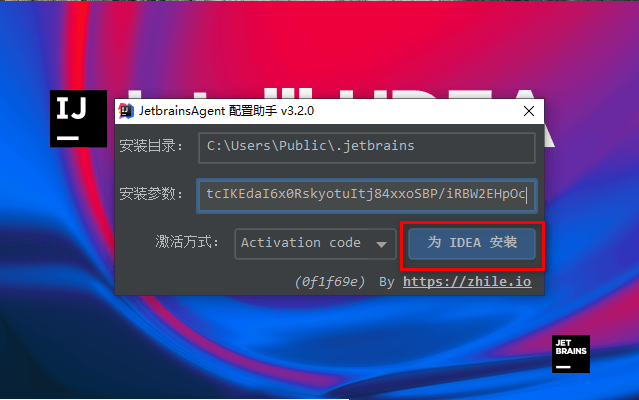 IJ
JetbrainsAgent 配置助手 v3.2.0
安装目录： C:\Users\Public\.jetbrains
安装参数： tcIKEdaI6x0RskyotuItj84xxoSBP/iRBW2EHpOc
激活方式： Activation code 为 IDEA 安装
(0f1f69e) By https://zhile.io
JET
BRAINS